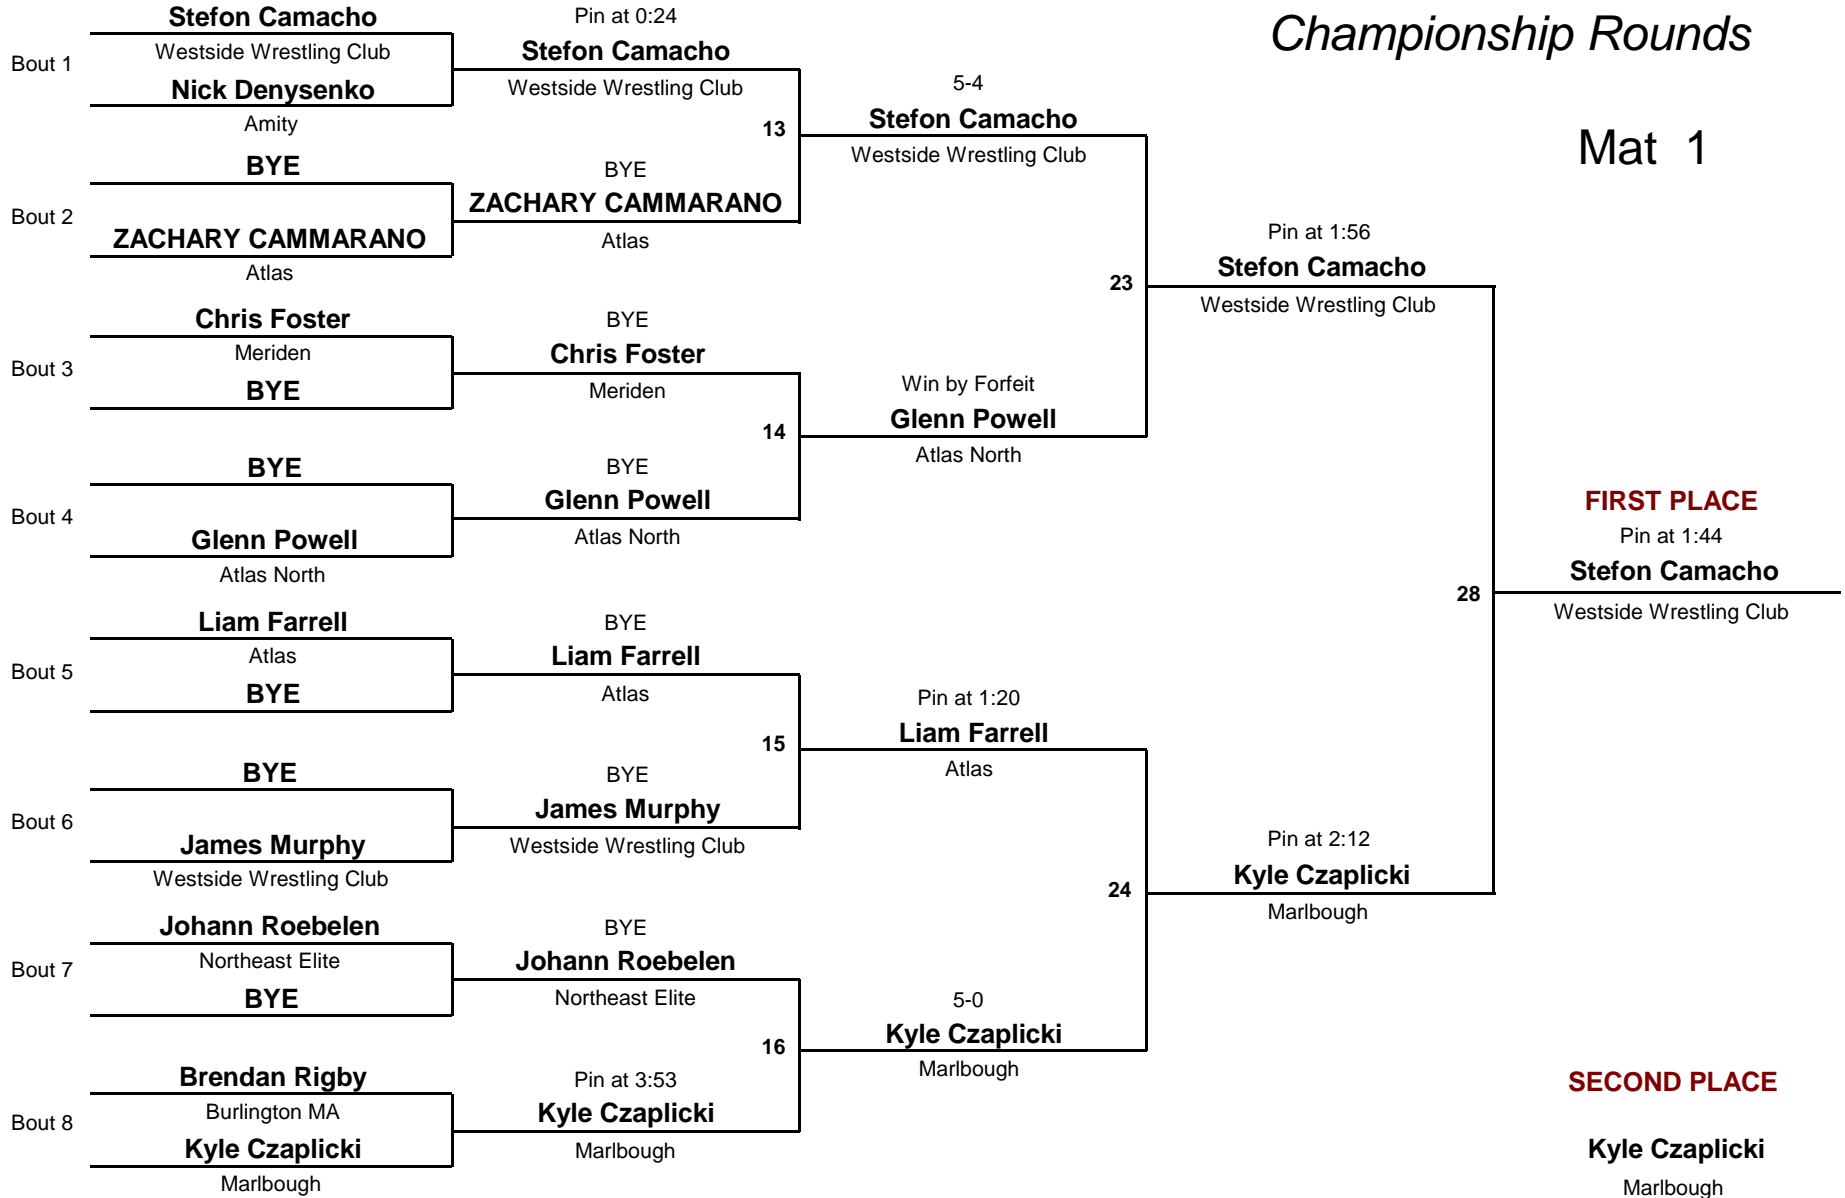 Championship Rounds
Mat 1
Bout 1
Stefon Camacho
Westside Wrestling Club
Nick Denysenko
Amity
Bout 2
BYE
ZACHARY CAMMARANO
Atlas
Bout 3
Chris Foster
Meriden
BYE
Bout 4
BYE
Glenn Powell
Atlas North
Bout 5
Liam Farrell
Atlas
BYE
Bout 6
BYE
James Murphy
Westside Wrestling Club
Bout 7
Johann Roebelen
Northeast Elite
BYE
Bout 8
Brendan Rigby
Burlington MA
Kyle Czaplicki
Marlbough
Pin at 0:24
Stefon Camacho
Westside Wrestling Club
13
BYE
ZACHARY CAMMARANO
Atlas
BYE
Chris Foster
Meriden
14
BYE
Glenn Powell
Atlas North
BYE
Liam Farrell
Atlas
15
BYE
James Murphy
Westside Wrestling Club
BYE
Johann Roebelen
Northeast Elite
16
Pin at 3:53
Kyle Czaplicki
Marlbough
5-4
Stefon Camacho
Westside Wrestling Club
23
Win by Forfeit
Glenn Powell
Atlas North
Pin at 1:20
Liam Farrell
Atlas
24
5-0
Kyle Czaplicki
Marlbough
Pin at 1:56
Stefon Camacho
Westside Wrestling Club
28
Pin at 2:12
Kyle Czaplicki
Marlbough
FIRST PLACE
Pin at 1:44
Stefon Camacho
Westside Wrestling Club
SECOND PLACE
Kyle Czaplicki
Marlbough